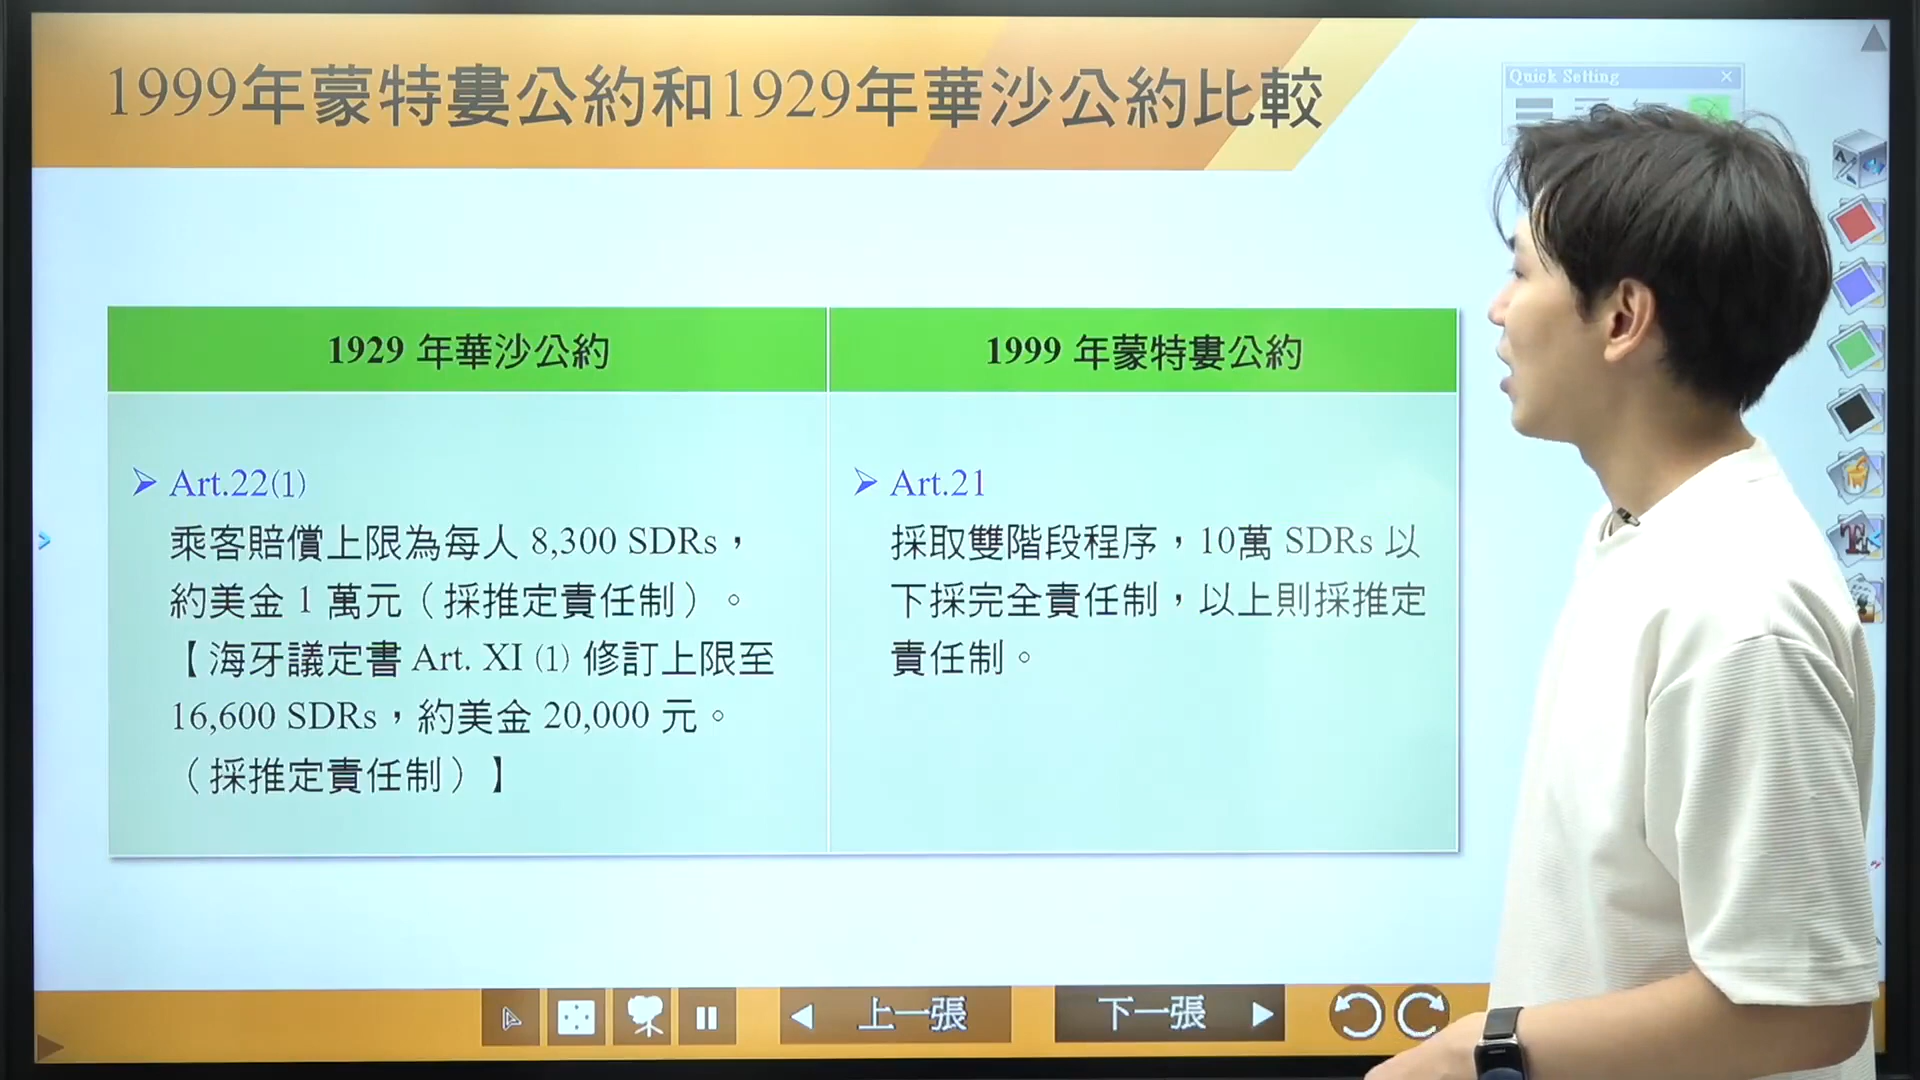 1999年蒙特婁公約和1929年華沙公約比較
Quick Setting
1929 年華沙公約
1999 年蒙特婁公約
Art.22(1)
乘客賠償上限為每人 8,300 SDRs，
約美金 1 萬元（採推定責任制）。
【海牙議定書 Art. XI (1) 修訂上限至
16,600 SDRs，約美金 20,000 元。
（採推定責任制）】
Art.21
採取雙階段程序，10萬 SDRs 以
下採完全責任制，以上則採推定
責任制。
上一張
下一張